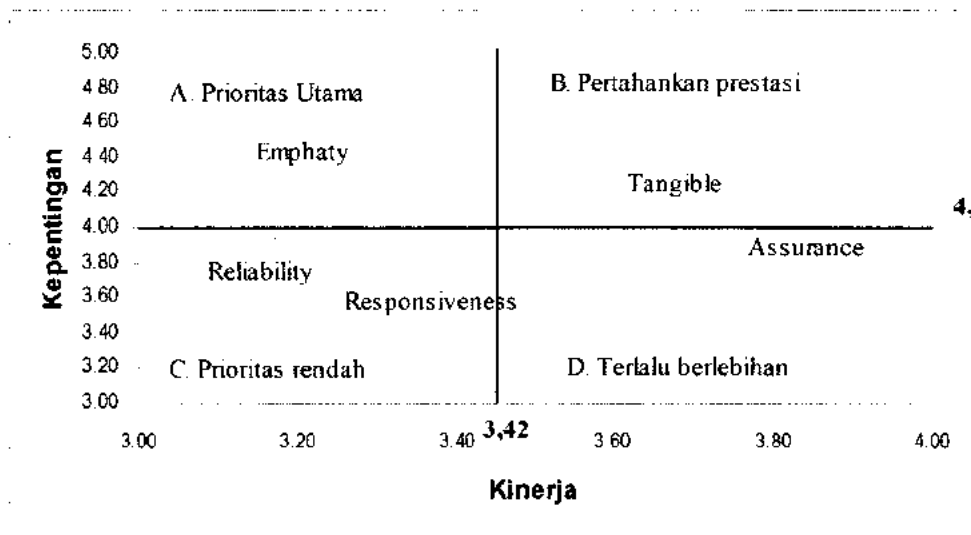 5.00
4 80
A. Prioritas Utama
B. Pertahankan prestasi
4 60
4 40
Emphaty
Tangible
4 20
4,
4.00
Assurance
3.80
Reliability
3 60
Responsiveness
3 40
3.20
C. Prioritas rendah
D. Terlalu berlebihan
3.00
3.00 3.20 3.40 3,42 3 60 3.80 4.00
Kepentingan
Kinerja